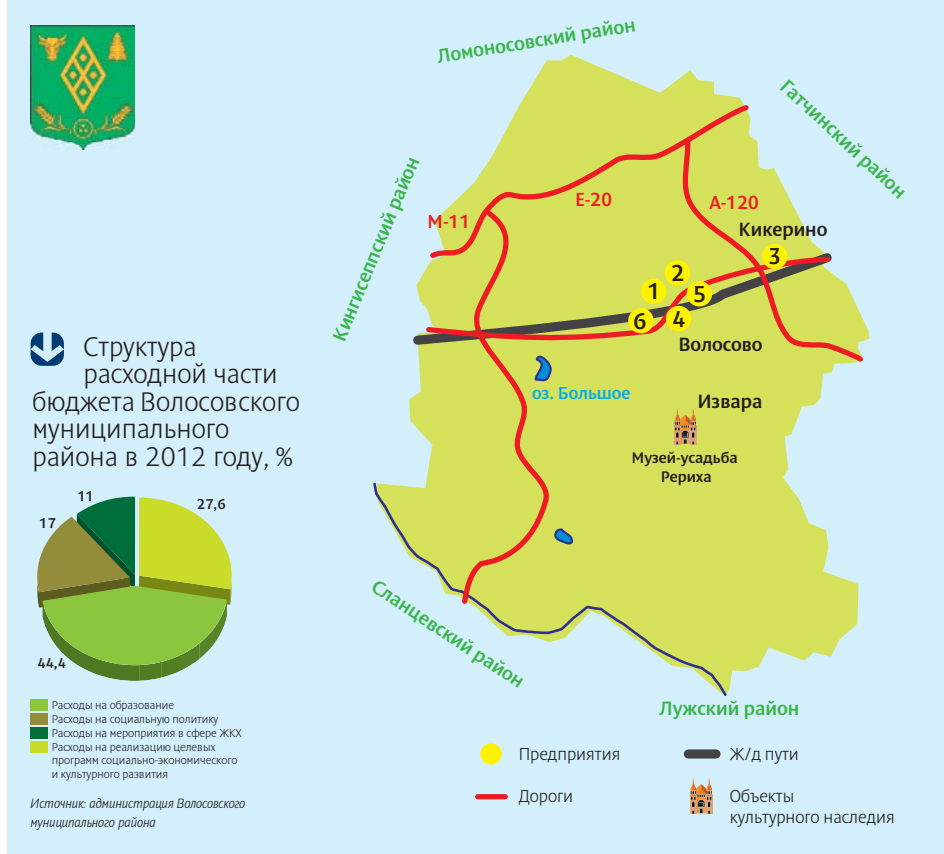 Ломоносовский район
Гатчинский район
Кингисеппский район
М-11
Е-20
А-120
Кикерино
3
2
1
5
6
4
Волосово
оз. Большое
Извара
Музей-усадьба
Рериха
Сланцевский район
Лужский район
Структура
расходной части
бюджета Волосовского
муниципального
района в 2012 году, %
11
27,6
17
44,4
Расходы на образование
Расходы на социальную политику
Расходы на мероприятия в сфере ЖКХ
Расходы на реализацию целевых
программ социально-экономического
и культурного развития
Источник: администрация Волосовского
муниципального района
Предприятия
Ж/д пути
Дороги
Объекты
культурного наследия